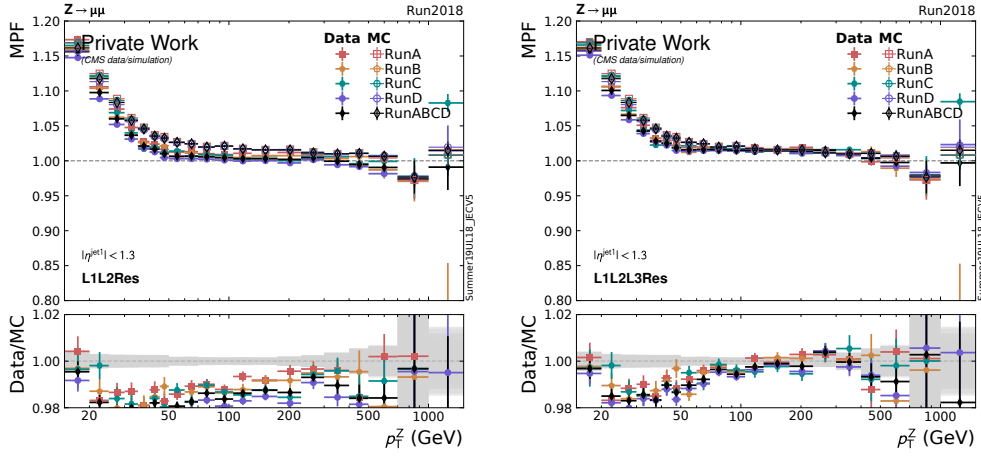 Z → μμ
Run2018
Private Work
(CMS data/simulation)
Data MC
RunA
RunB
RunC
RunD
RunABCD
MPF
1.20
1.15
1.10
1.05
1.00
0.95
0.90
0.85
0.80
|η^jet1| < 1.3
L1L2Res
Summer19UL18_JECV5
Data/MC
1.02
1.00
0.98
20
50
100
200
500
1000
p_T^Z (GeV)
Z → μμ
Run2018
Private Work
(CMS data/simulation)
Data MC
RunA
RunB
RunC
RunD
RunABCD
MPF
1.20
1.15
1.10
1.05
1.00
0.95
0.90
0.85
0.80
|η^jet1| < 1.3
L1L2L3Res
Summer19UL18_JECV5
Data/MC
1.02
1.00
0.98
20
50
100
200
500
1000
p_T^Z (GeV)